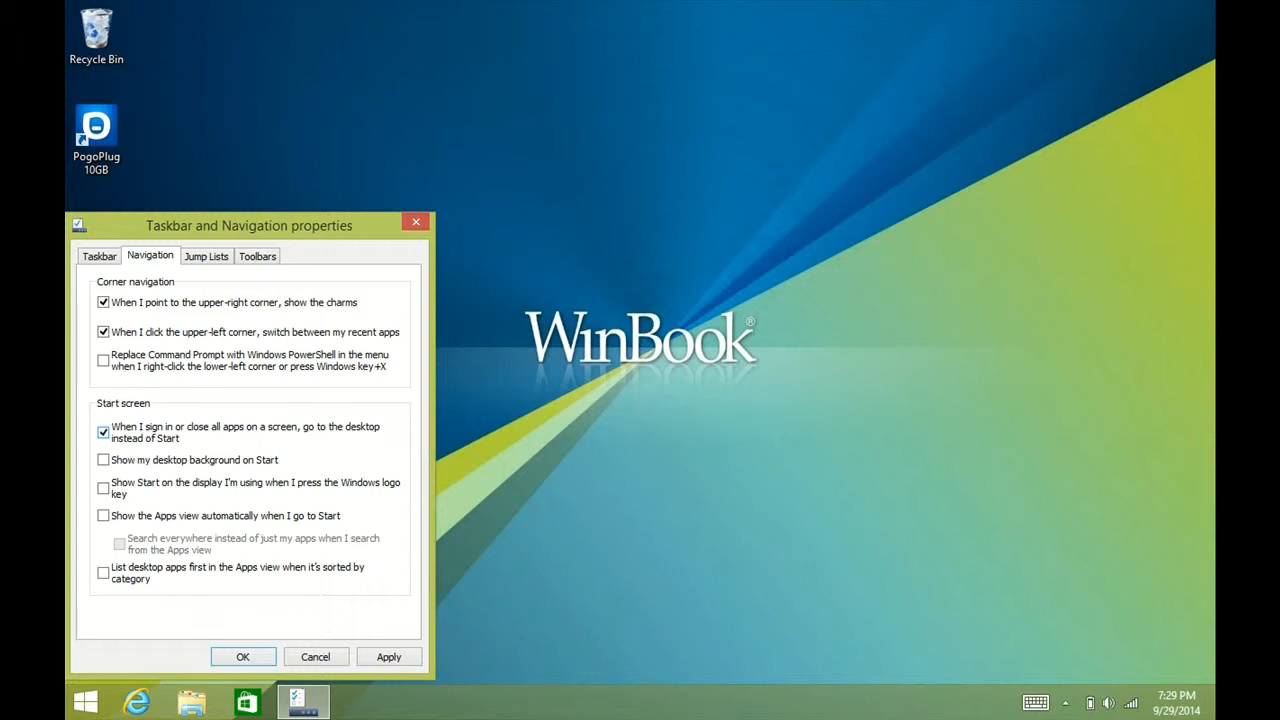 Recycle Bin
PogoPlug
10GB
Taskbar and Navigation properties
Taskbar
Navigation
Jump Lists
Toolbars
Corner navigation
When I point to the upper-right corner, show the charms
When I click the upper-left corner, switch between my recent apps
Replace Command Prompt with Windows PowerShell in the menu
when I right-click the lower-left corner or press Windows key+X
Start screen
When I sign in or close all apps on a screen, go to the desktop
instead of Start
Show my desktop background on Start
Show Start on the display I'm using when I press the Windows logo
key
Show the Apps view automatically when I go to Start
Search everywhere instead of just my apps when I search
from the Apps view
List desktop apps first in the Apps view when it's sorted by
category
OK
Cancel
Apply
WinBook®
7:29 PM
9/29/2014